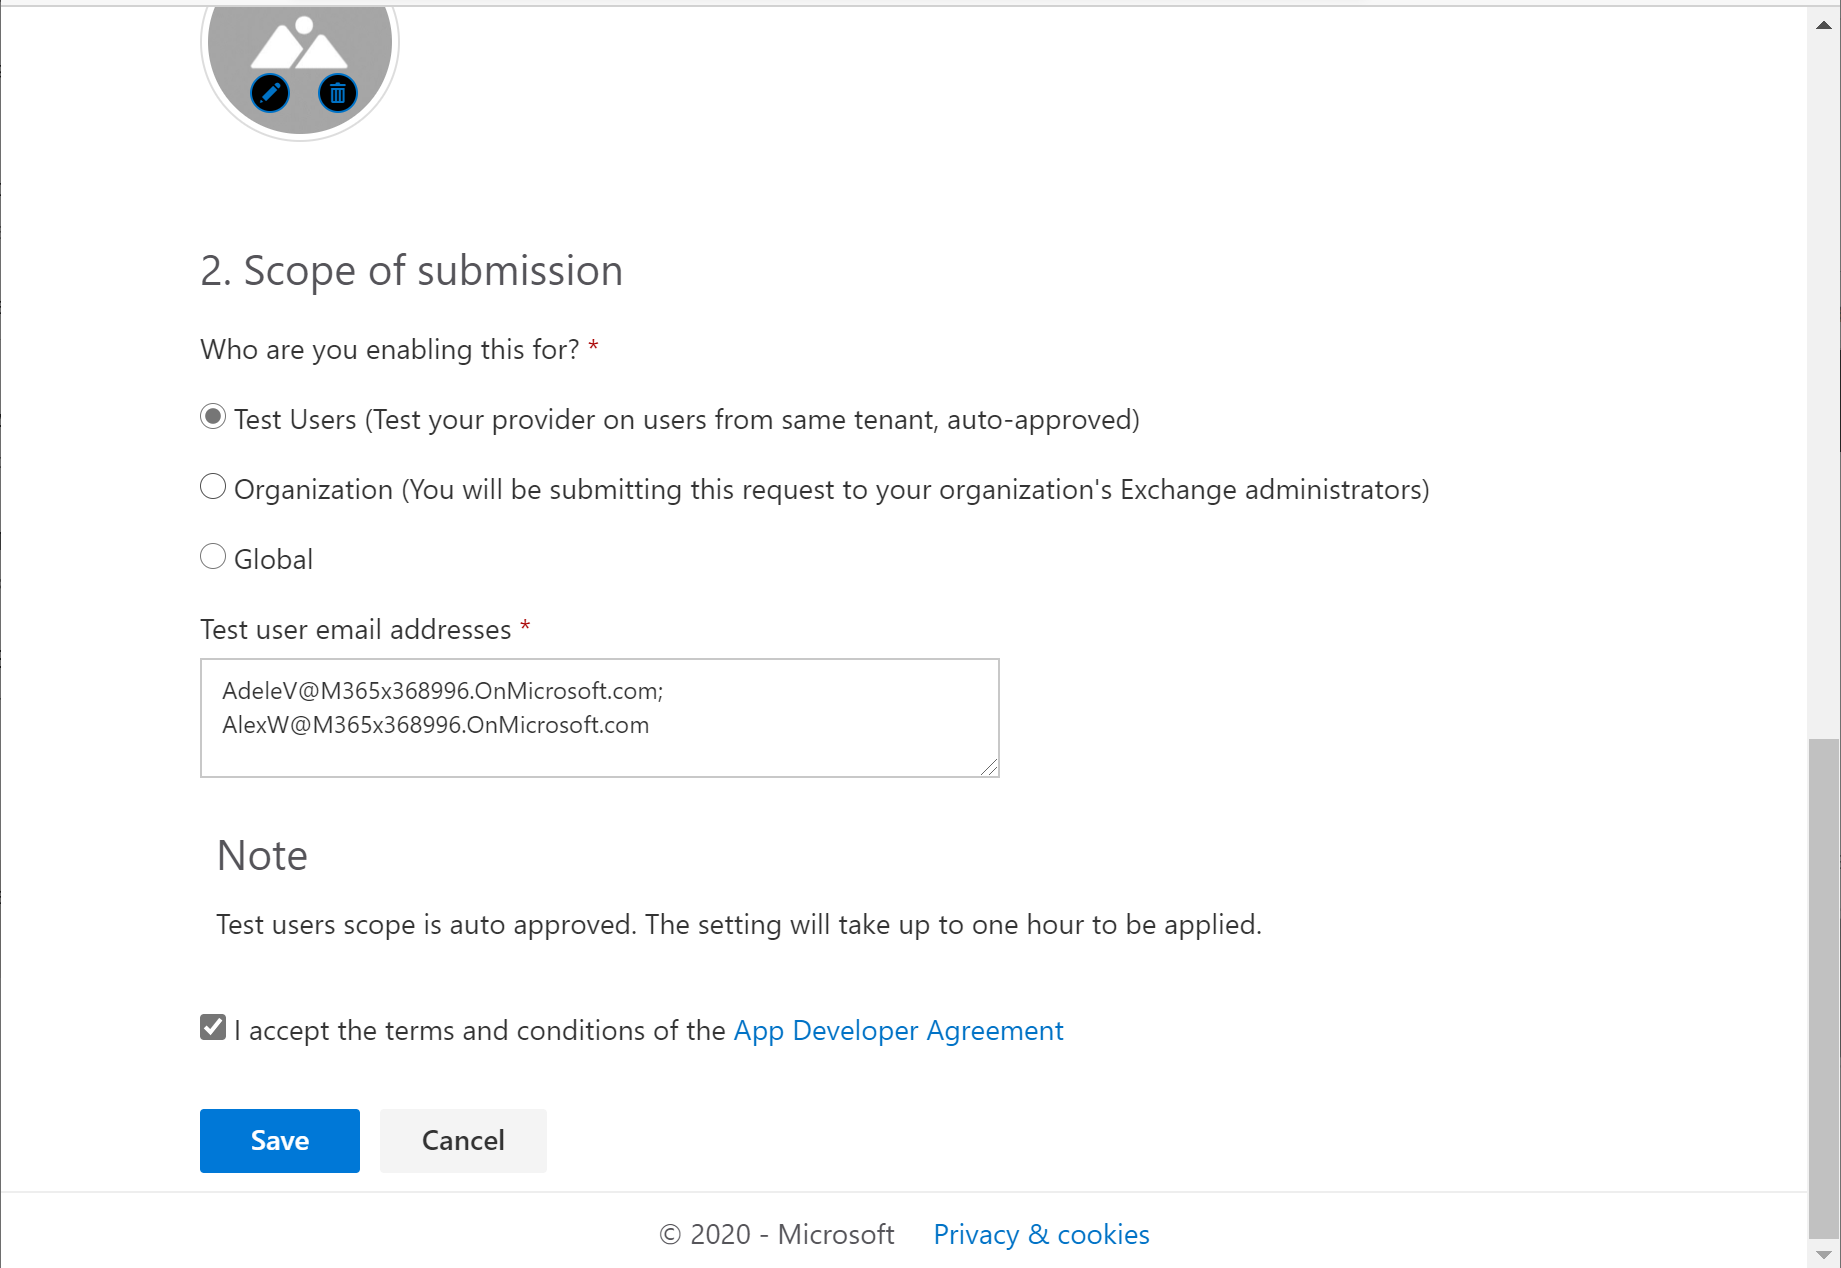 2. Scope of submission
Who are you enabling this for? *
Test Users (Test your provider on users from same tenant, auto-approved)
Organization (You will be submitting this request to your organization's Exchange administrators)
Global
Test user email addresses *
AdeleV@M365x368996.OnMicrosoft.com;
AlexW@M365x368996.OnMicrosoft.com
Note
Test users scope is auto approved. The setting will take up to one hour to be applied.
I accept the terms and conditions of the App Developer Agreement
Save Cancel
© 2020 - Microsoft Privacy & cookies